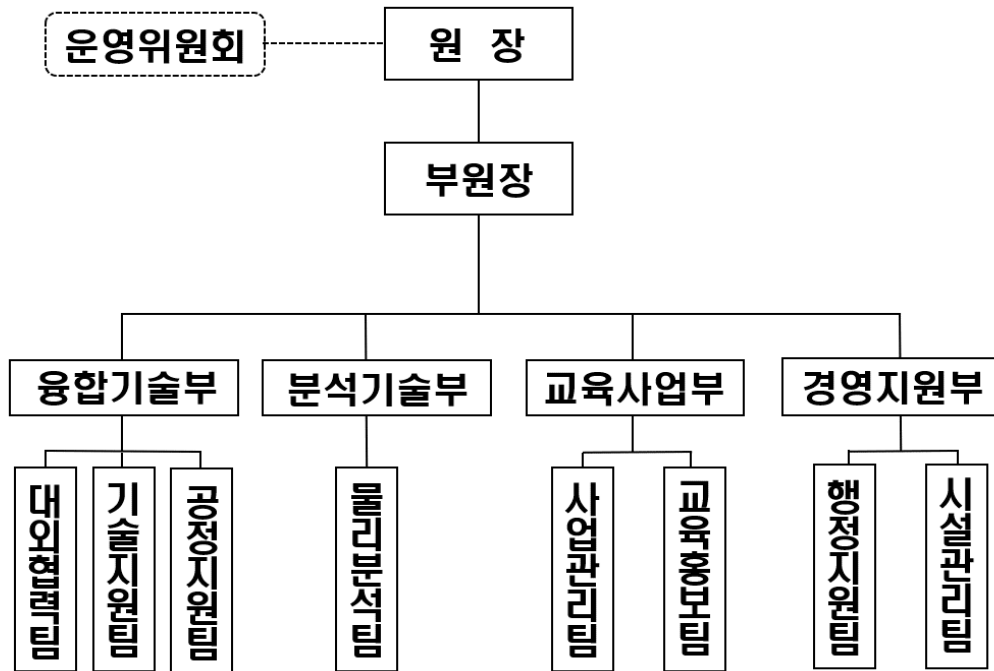 운영위원회
원 장
부원장
융합기술부
분석기술부
교육사업부
경영지원부
대외협력팀
기술지원팀
공정지원팀
물리분석팀
사업관리팀
교육홍보팀
행정지원팀
시설관리팀